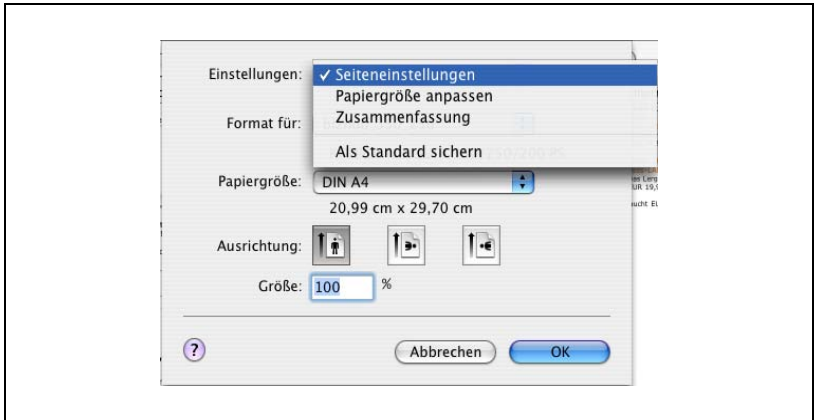 Einstellungen: ✓ Seiteneinstellungen
Papiergröße anpassen
Zusammenfassung
Als Standard sichern
Format für:
Papiergröße: DIN A4
20,99 cm x 29,70 cm
Ausrichtung:
Größe: 100 %
? Abbrechen OK